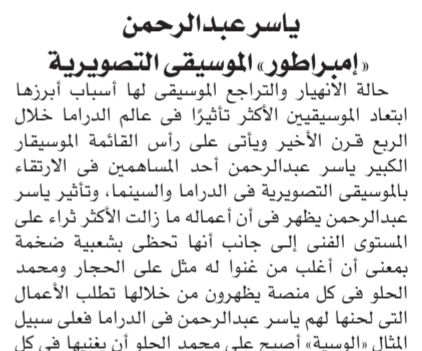 ياسر عبدالرحمن
«إمبراطور» الموسيقى التصويرية
حالة الانهيار والتراجع الموسيقى لها أسباب أبرزها
ابتعاد الموسيقيين الأكثر تأثيرًا فى عالم الدراما خلال
الربع قرن الأخير ويأتى على رأس القائمة الموسيقار
الكبير ياسر عبدالرحمن أحد المساهمين فى الارتقاء
بالموسيقى التصويرية فى الدراما والسينما، وتأثير ياسر
عبدالرحمن يظهر فى أن أعماله ما زالت الأكثر ثراء على
المستوى الفنى إلى جانب أنها تحظى بشعبية ضخمة
بمعنى أن أغلب من غنوا له مثل على الحجار ومحمد
الحلو فى كل منصة يظهرون من خلالها تطلب الأعمال
التى لحنها لهم ياسر عبدالرحمن فى الدراما فعلى سبيل
المثال «الوسية» أصبح على محمد الحلو أن يغنيها فى كل